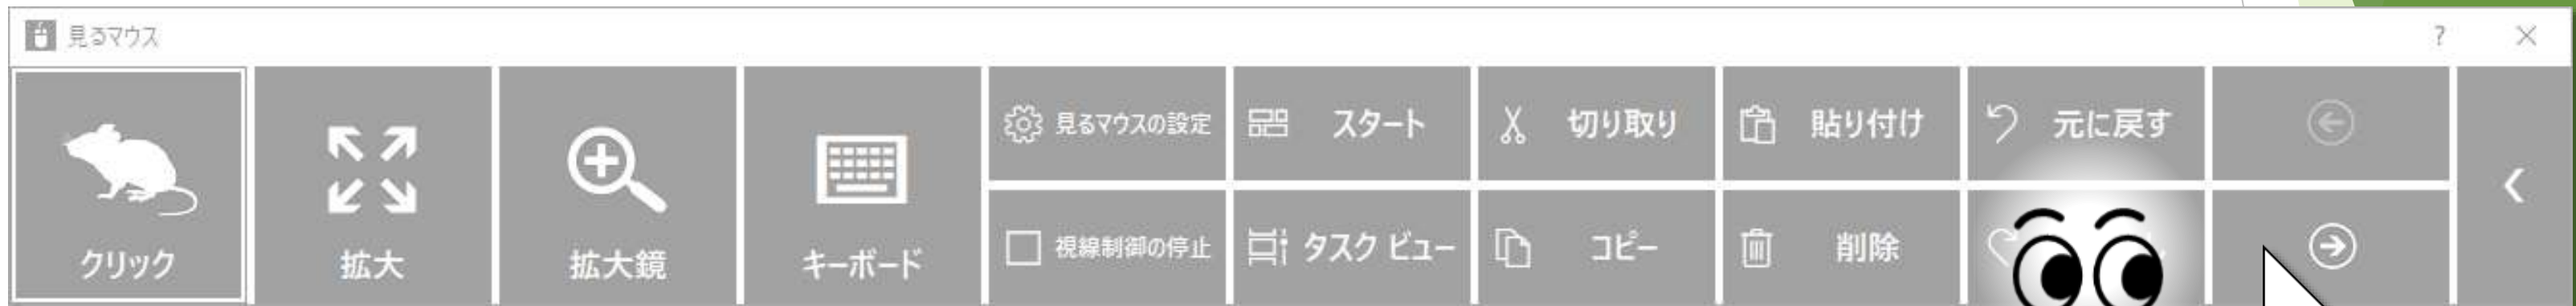 見るマウス
?
クリック
拡大
拡大鏡
キーボード
見るマウスの設定
スタート
切り取り
貼り付け
元に戻す
視線制御の停止
タスク ビュー
コピー
削除